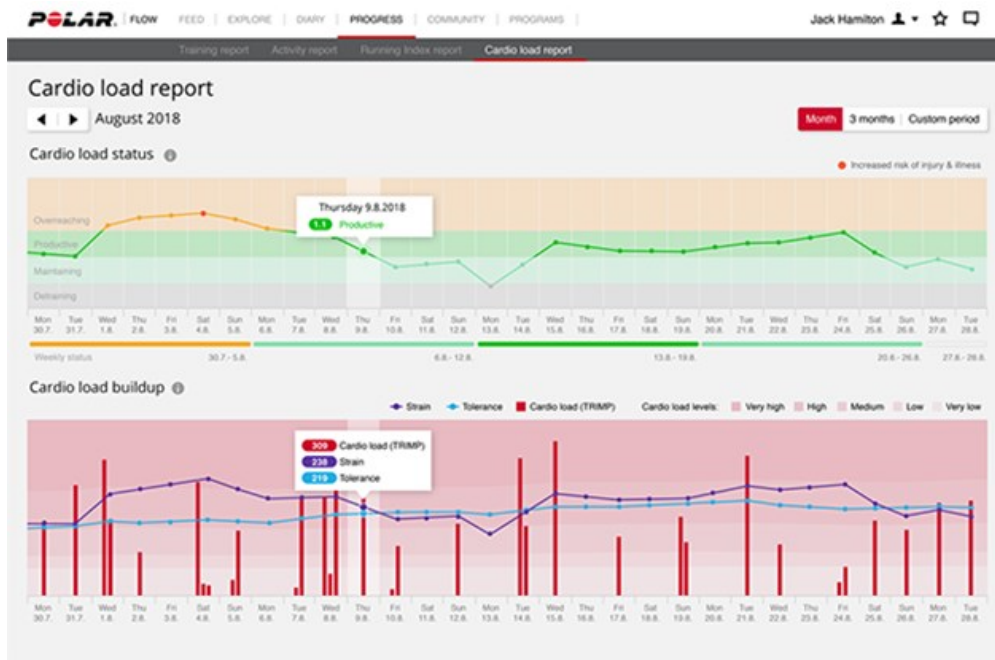 POLAR. FLOW FEED EXPLORE DIARY PROGRESS COMMUNITY PROGRAMS Jack Hamilton
Training report Activity report Running Index report Cardio load report
Cardio load report
August 2018
Month 3 months Custom period
Cardio load status
Increased risk of injury & illness
Thursday 9.8.2018
1.1 Productive
Overreaching
Productive
Maintaining
Detraining
Mon Tue Wed Thu Fri Sat Sun Mon Tue Wed Thu Fri Sat Sun Mon Tue Wed Thu Fri Sat Sun Mon Tue Wed Thu Fri Sat Sun Mon Tue
30.7. 31.7. 1.8. 2.8. 3.8. 4.8. 5.8. 6.8. 7.8. 8.8. 9.8. 10.8. 11.8. 12.8. 13.8. 14.8. 15.8. 16.8. 17.8. 18.8. 19.8. 20.8. 21.8. 22.8. 23.8. 24.8. 25.8. 26.8. 27.8. 28.8.
Weekly status 30.7.- 5.8. 6.8.- 12.8. 13.8.- 19.8. 20.8.- 26.8. 27.8.- 28.8.
Cardio load buildup
Strain Tolerance Cardio load (TRIMP) Cardio load levels: Very high High Medium Low Very low
309 Cardio load (TRIMP)
238 Strain
219 Tolerance
Mon Tue Wed Thu Fri Sat Sun Mon Tue Wed Thu Fri Sat Sun Mon Tue Wed Thu Fri Sat Sun Mon Tue Wed Thu Fri Sat Sun Mon Tue
30.7. 31.7. 1.8. 2.8. 3.8. 4.8. 5.8. 6.8. 7.8. 8.8. 9.8. 10.8. 11.8. 12.8. 13.8. 14.8. 15.8. 16.8. 17.8. 18.8. 19.8. 20.8. 21.8. 22.8. 23.8. 24.8. 25.8. 26.8. 27.8. 28.8.